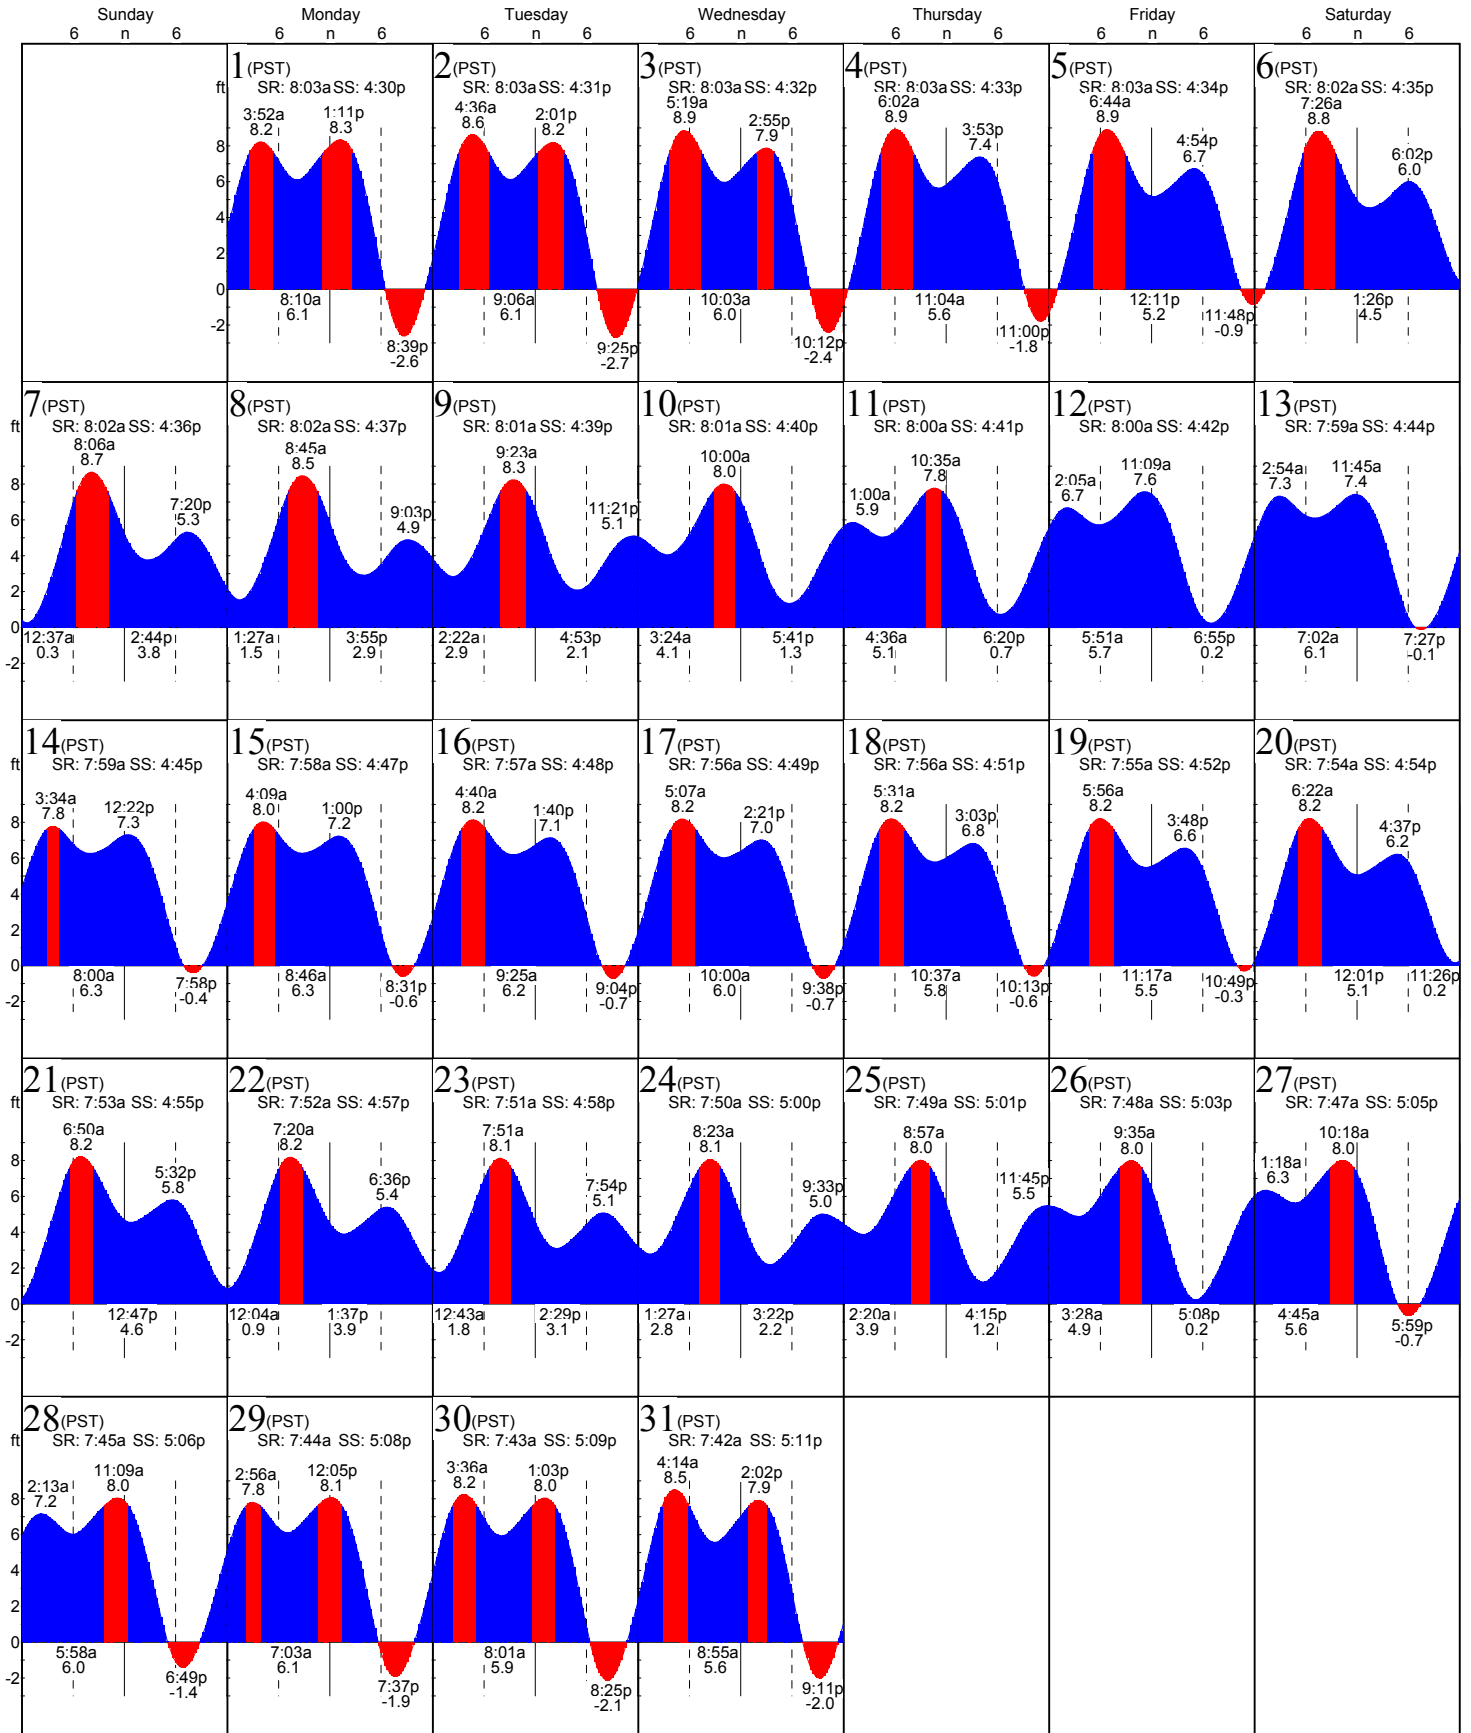 Sunday Monday Tuesday Wednesday Thursday Friday Saturday
6 n 6 6 n 6 6 n 6 6 n 6 6 n 6 6 n 6 6 n 6
1(PST) 2(PST) 3(PST) 4(PST) 5(PST) 6(PST)
ft SR: 8:03a SS: 4:30p SR: 8:03a SS: 4:31p SR: 8:03a SS: 4:32p SR: 8:03a SS: 4:33p SR: 8:03a SS: 4:34p SR: 8:02a SS: 4:35p
3:52a 1:11p 4:36a 2:01p 5:19a 2:55p 6:02a 3:53p 6:44a 4:54p 7:26a 6:02p
8.2 8.3 8.6 8.2 8.9 7.9 8.9 7.4 8.9 6.7 8.8 6.0
8
6
4
2
0
-2
8:10a 8:39p 9:06a 9:25p 10:03a 10:12p 11:04a 11:00p 12:11p 11:48p 1:26p
6.1 -2.6 6.1 -2.7 6.0 -2.4 5.6 -1.8 5.2 -0.9 4.5
7(PST) 8(PST) 9(PST) 10(PST) 11(PST) 12(PST) 13(PST)
ft SR: 8:02a SS: 4:36p SR: 8:02a SS: 4:37p SR: 8:01a SS: 4:39p SR: 8:01a SS: 4:40p SR: 8:00a SS: 4:41p SR: 8:00a SS: 4:42p SR: 7:59a SS: 4:44p
8:06a 7:20p 8:45a 9:03p 9:23a 11:21p 10:00a 1:00a 10:35a 2:05a 11:09a 2:54a 11:45a
8.7 5.3 8.5 4.9 8.3 5.1 8.0 5.9 7.8 6.7 7.6 7.3 7.4
8
6
4
2
0
-2
12:37a 2:44p 1:27a 3:55p 2:22a 4:53p 3:24a 5:41p 4:36a 6:20p 5:51a 6:55p 7:02a 7:27p
0.3 3.8 1.5 2.9 2.9 2.1 4.1 1.3 5.1 0.7 5.7 0.2 6.1 -0.1
14(PST) 15(PST) 16(PST) 17(PST) 18(PST) 19(PST) 20(PST)
ft SR: 7:59a SS: 4:45p SR: 7:58a SS: 4:47p SR: 7:57a SS: 4:48p SR: 7:56a SS: 4:49p SR: 7:56a SS: 4:51p SR: 7:55a SS: 4:52p SR: 7:54a SS: 4:54p
3:34a 12:22p 4:09a 1:00p 4:40a 1:40p 5:07a 2:21p 5:31a 3:03p 5:56a 3:48p 6:22a 4:37p
7.8 7.3 8.0 7.2 8.2 7.1 8.2 7.0 8.2 6.8 8.2 6.6 8.2 6.2
8
6
4
2
0
-2
8:00a 7:58p 8:46a 8:31p 9:25a 9:04p 10:00a 9:38p 10:37a 10:13p 11:17a 10:49p 12:01p 11:26p
6.3 -0.4 6.3 -0.6 6.2 -0.7 6.0 -0.7 5.8 -0.6 5.5 -0.3 5.1 0.2
21(PST) 22(PST) 23(PST) 24(PST) 25(PST) 26(PST) 27(PST)
ft SR: 7:53a SS: 4:55p SR: 7:52a SS: 4:57p SR: 7:51a SS: 4:58p SR: 7:50a SS: 5:00p SR: 7:49a SS: 5:01p SR: 7:48a SS: 5:03p SR: 7:47a SS: 5:05p
6:50a 5:32p 7:20a 6:36p 7:51a 7:54p 8:23a 9:33p 8:57a 11:45p 9:35a 1:18a 10:18a
8.2 5.8 8.2 5.4 8.1 5.1 8.1 5.0 8.0 5.5 8.0 6.3 8.0
8
6
4
2
0
-2
12:47p 12:04a 1:37p 12:43a 2:29p 1:27a 3:22p 2:20a 4:15p 3:28a 5:08p 4:45a 5:59p
4.6 0.9 3.9 1.8 3.1 2.8 2.2 3.9 1.2 4.9 0.2 5.6 -0.7
28(PST) 29(PST) 30(PST) 31(PST)
ft SR: 7:45a SS: 5:06p SR: 7:44a SS: 5:08p SR: 7:43a SS: 5:09p SR: 7:42a SS: 5:11p
2:13a 11:09a 2:56a 12:05p 3:36a 1:03p 4:14a 2:02p
7.2 8.0 7.8 8.1 8.2 8.0 8.5 7.9
8
6
4
2
0
-2
5:58a 6:49p 7:03a 7:37p 8:01a 8:25p 8:55a 9:11p
6.0 -1.4 6.1 -1.9 5.9 -2.1 5.6 -2.0